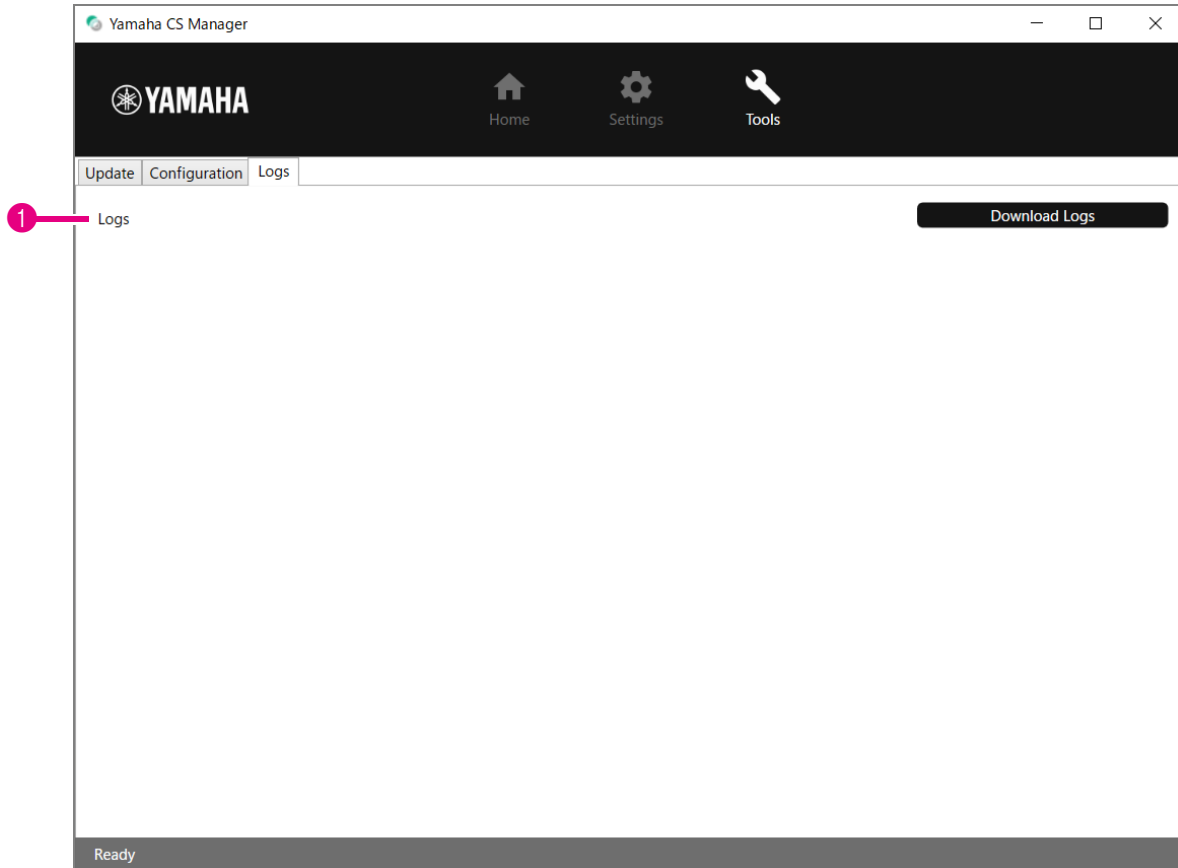 Yamaha CS Manager
YAMAHA
Home Settings Tools
Update Configuration Logs
1 Logs Download Logs
Ready